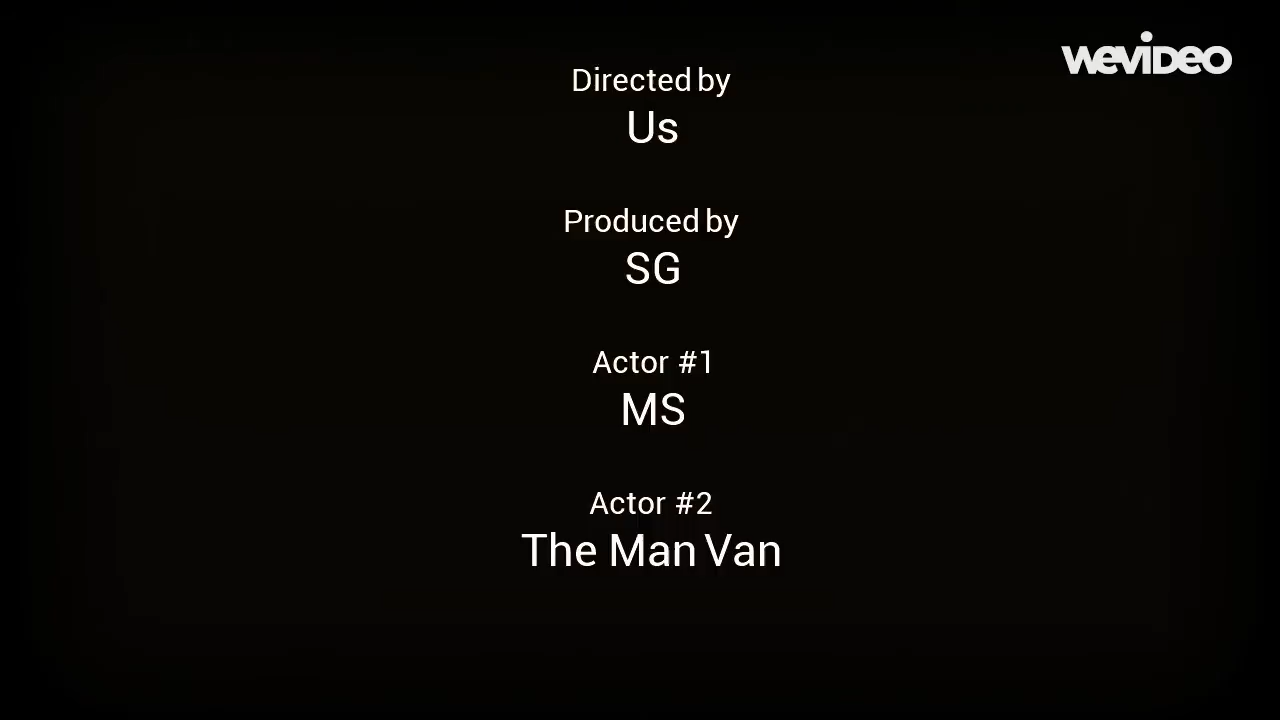 wevideo
Directed by
Us
Produced by
SG
Actor #1
MS
Actor #2
The Man Van